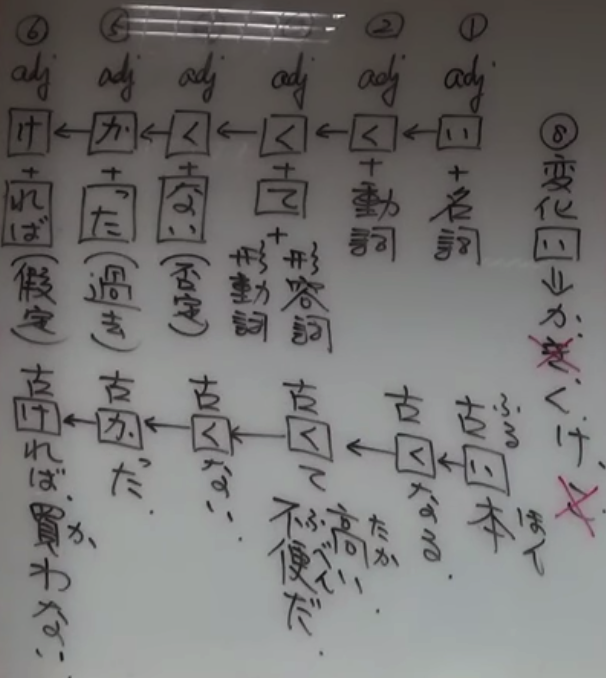 ⑧ 変化 い ⇒ か、き、く、け、こ
① adj い + 名詞
古い本
ふる ほん
② adj く + 動詞
古くなる.
adj く + て + 形容詞
形動詞
古くて高い.
たか
不便だ.
ふべん
adj く + ない (否定)
古くない.
⑤ adj か + った (過去)
古かった.
⑥ adj け + れば (假定)
古ければ. 買わない.
か